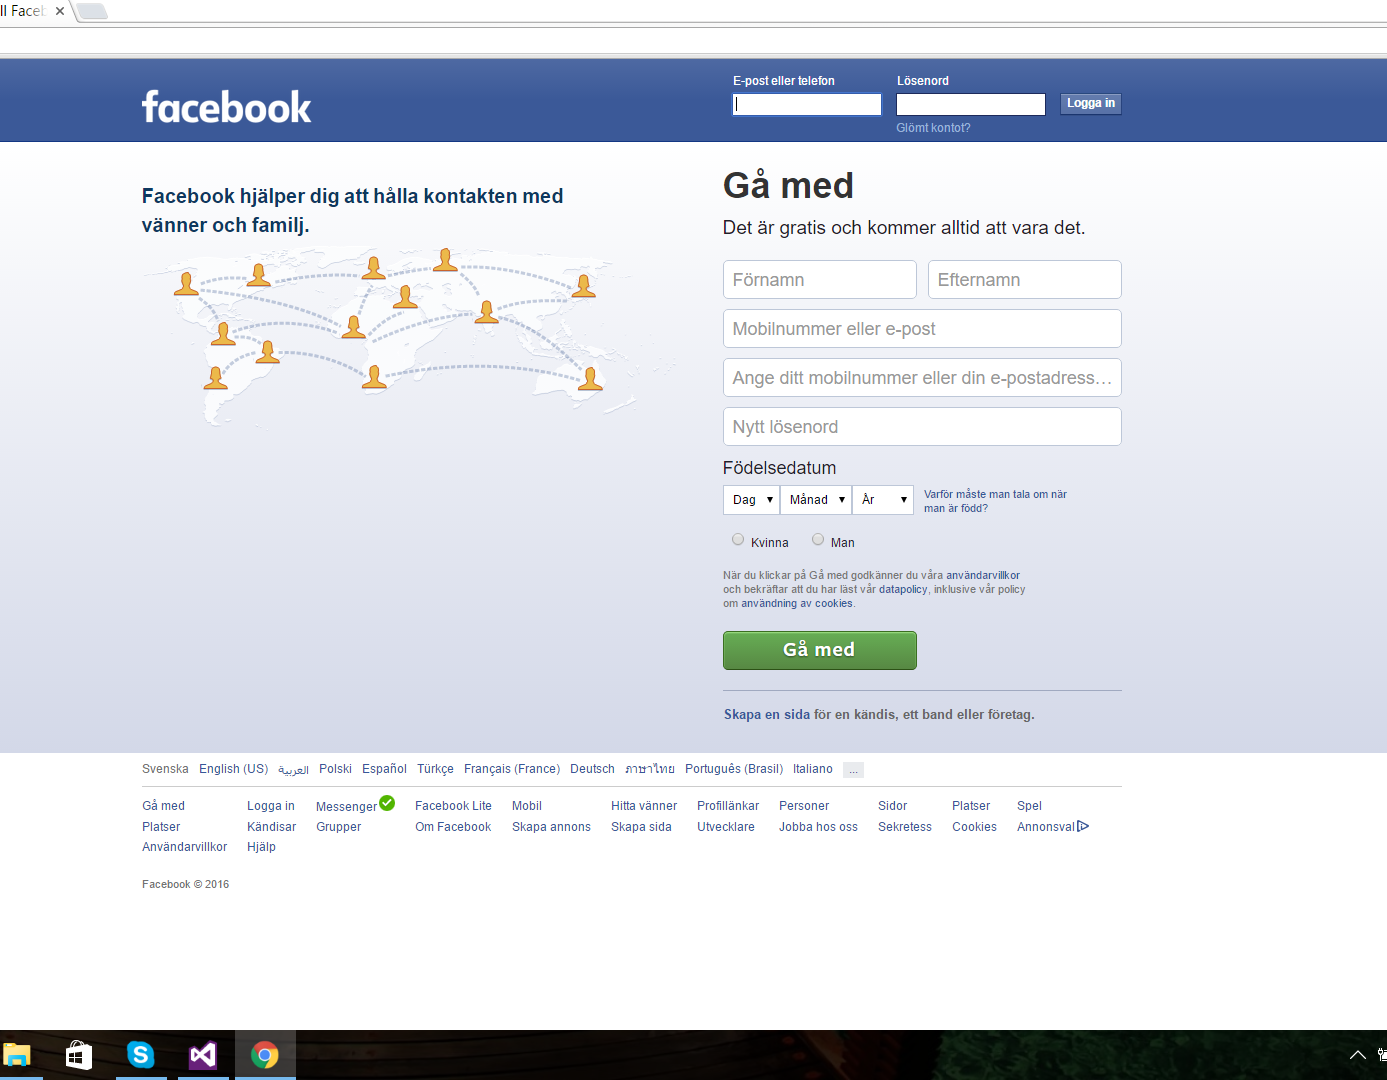 ll Faceb
facebook
E-post eller telefon
Lösenord
Logga in
Glömt kontot?
Facebook hjälper dig att hålla kontakten med
vänner och familj.
Gå med
Det är gratis och kommer alltid att vara det.
Förnamn
Efternamn
Mobilnummer eller e-post
Ange ditt mobilnummer eller din e-postadress…
Nytt lösenord
Födelsedatum
Dag Månad År
Varför måste man tala om när
man är född?
Kvinna Man
När du klickar på Gå med godkänner du våra användarvillkor
och bekräftar att du har läst vår datapolicy, inklusive vår policy
om användning av cookies.
Gå med
Skapa en sida för en kändis, ett band eller företag.
Svenska English (US) العربية Polski Español Türkçe Français (France) Deutsch ภาษาไทย Português (Brasil) Italiano ...
Gå med Logga in Messenger Facebook Lite Mobil Hitta vänner Profillänkar Personer Sidor Platser Spel
Platser Kändisar Grupper Om Facebook Skapa annons Skapa sida Utvecklare Jobba hos oss Sekretess Cookies Annonsval
Användarvillkor Hjälp
Facebook © 2016